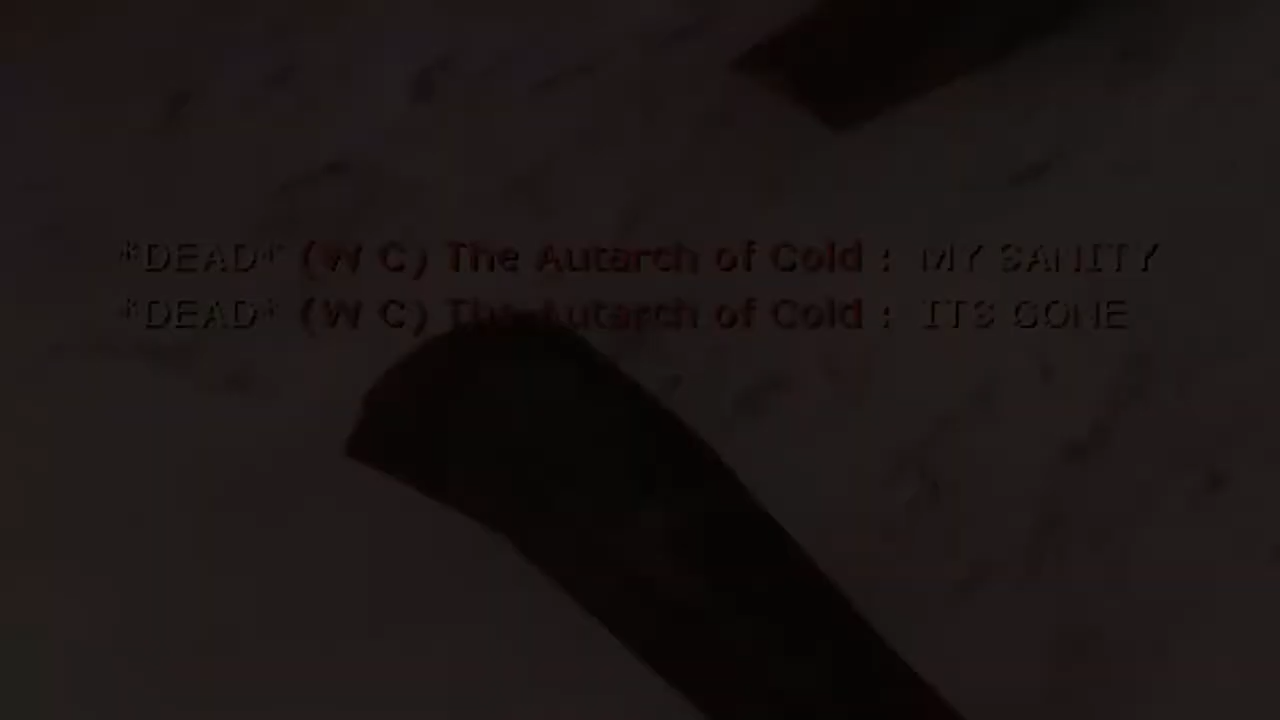 *DEAD* (W C) The Autarch of Cold : MY SANITY
*DEAD* (W C) The Autarch of Cold : ITS GONE